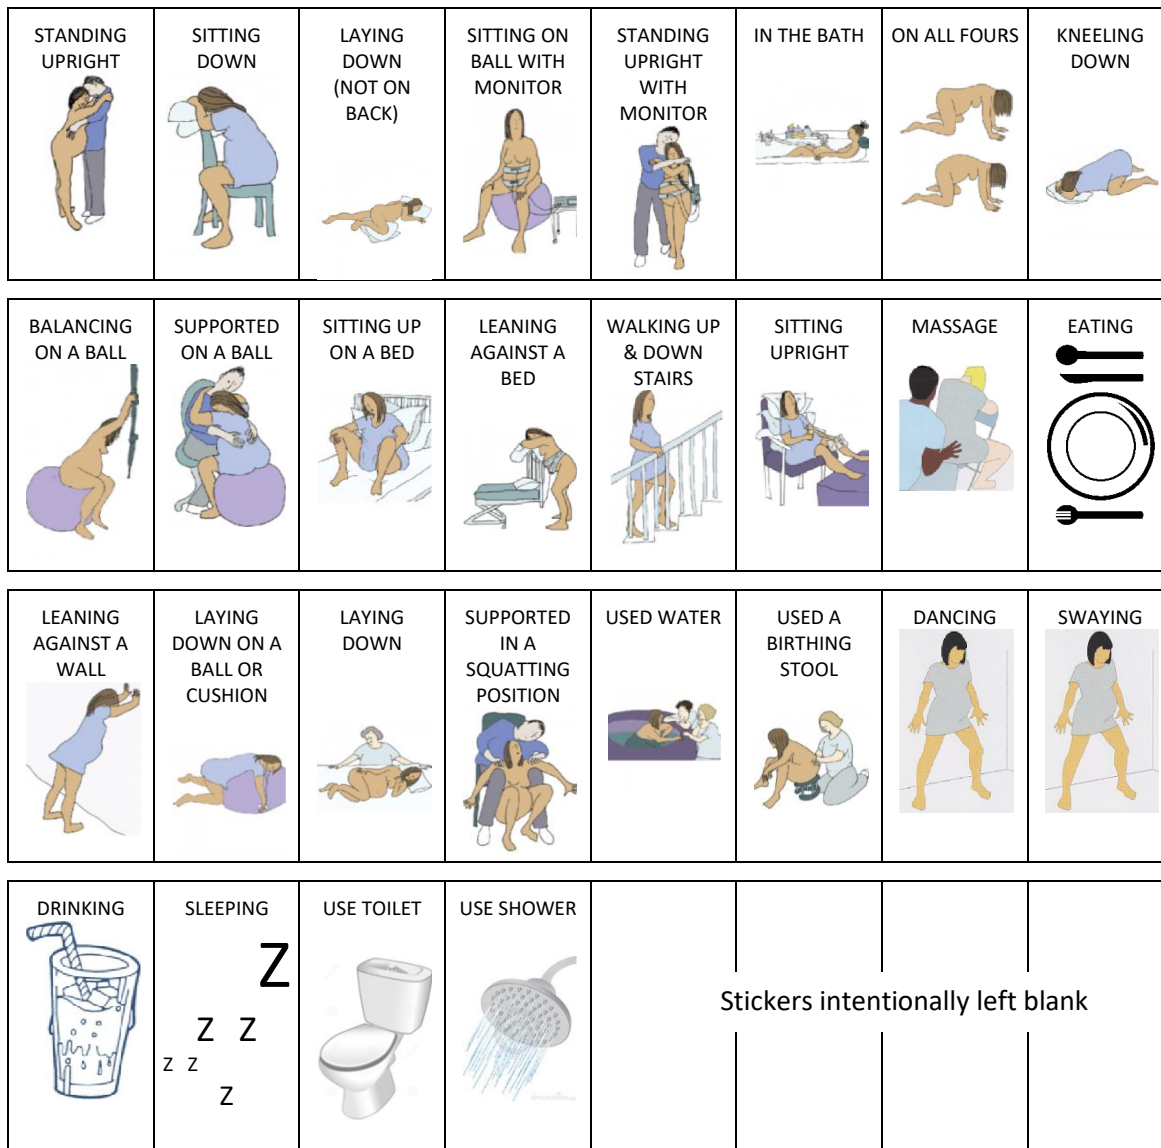 STANDING
UPRIGHT
SITTING
DOWN
LAYING
DOWN
(NOT ON
BACK)
SITTING ON
BALL WITH
MONITOR
STANDING
UPRIGHT
WITH
MONITOR
IN THE BATH
ON ALL FOURS
KNEELING
DOWN
BALANCING
ON A BALL
SUPPORTED
ON A BALL
SITTING UP
ON A BED
LEANING
AGAINST A
BED
WALKING UP
& DOWN
STAIRS
SITTING
UPRIGHT
MASSAGE
EATING
LEANING
AGAINST A
WALL
LAYING
DOWN ON A
BALL OR
CUSHION
LAYING
DOWN
SUPPORTED
IN A
SQUATTING
POSITION
USED WATER
USED A
BIRTHING
STOOL
DANCING
SWAYING
DRINKING
SLEEPING
Z
Z Z
Z Z
Z
USE TOILET
USE SHOWER
Stickers intentionally left blank